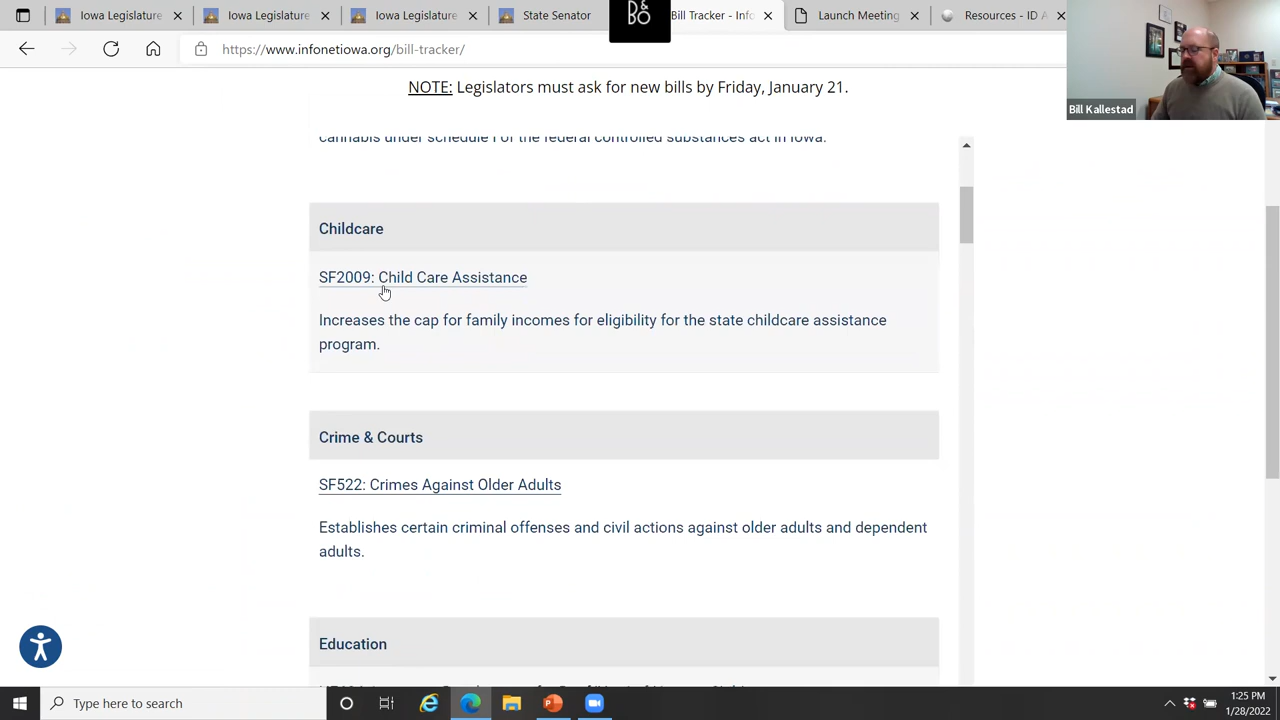 Iowa Legislature
Iowa Legislature
Iowa Legislature
State Senator
D&BO
Bill Tracker - Info
Launch Meeting
Resources - ID A
https://www.infonetiowa.org/bill-tracker/
NOTE: Legislators must ask for new bills by Friday, January 21.
Bill Kallestad
cannabis under schedule I of the federal controlled substances act in Iowa.
Childcare
SF2009: Child Care Assistance
Increases the cap for family incomes for eligibility for the state childcare assistance
program.
Crime & Courts
SF522: Crimes Against Older Adults
Establishes certain criminal offenses and civil actions against older adults and dependent
adults.
Education
Type here to search
1:25 PM
1/28/2022